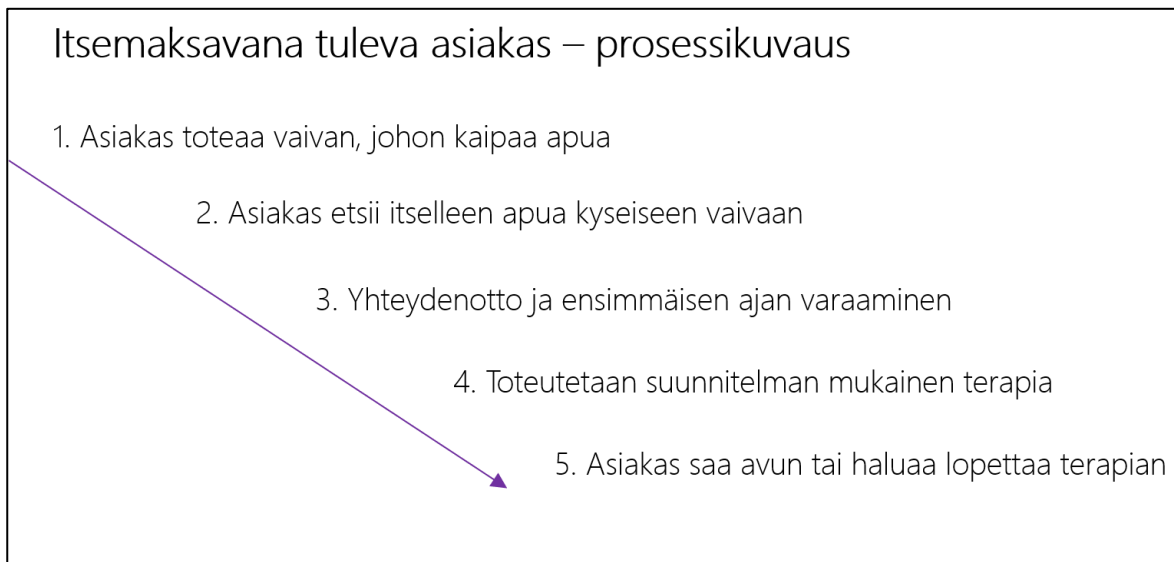 Itsemaksavana tuleva asiakas – prosessikuvaus
1. Asiakas toteaa vaivan, johon kaipaa apua
2. Asiakas etsii itselleen apua kyseiseen vaivaan
3. Yhteydenotto ja ensimmäisen ajan varaaminen
4. Toteutetaan suunnitelman mukainen terapia
5. Asiakas saa avun tai haluaa lopettaa terapian